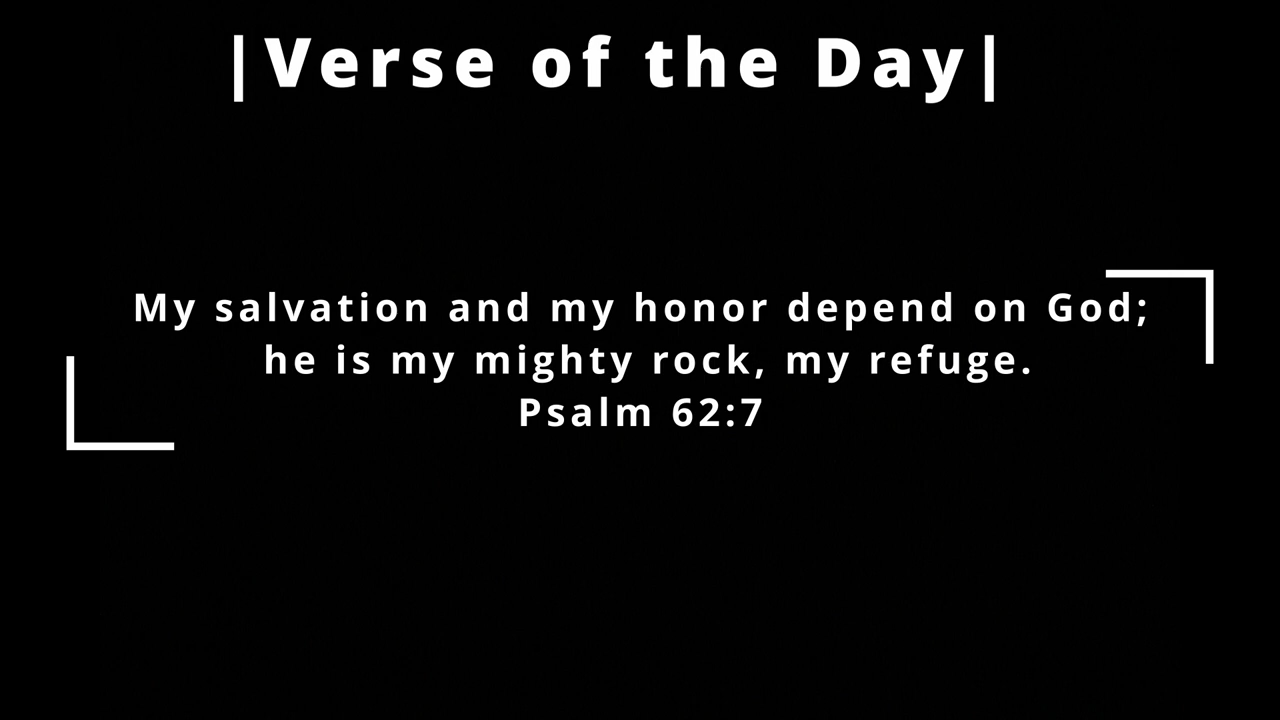 |Verse of the Day|
My salvation and my honor depend on God;
he is my mighty rock, my refuge.
Psalm 62:7